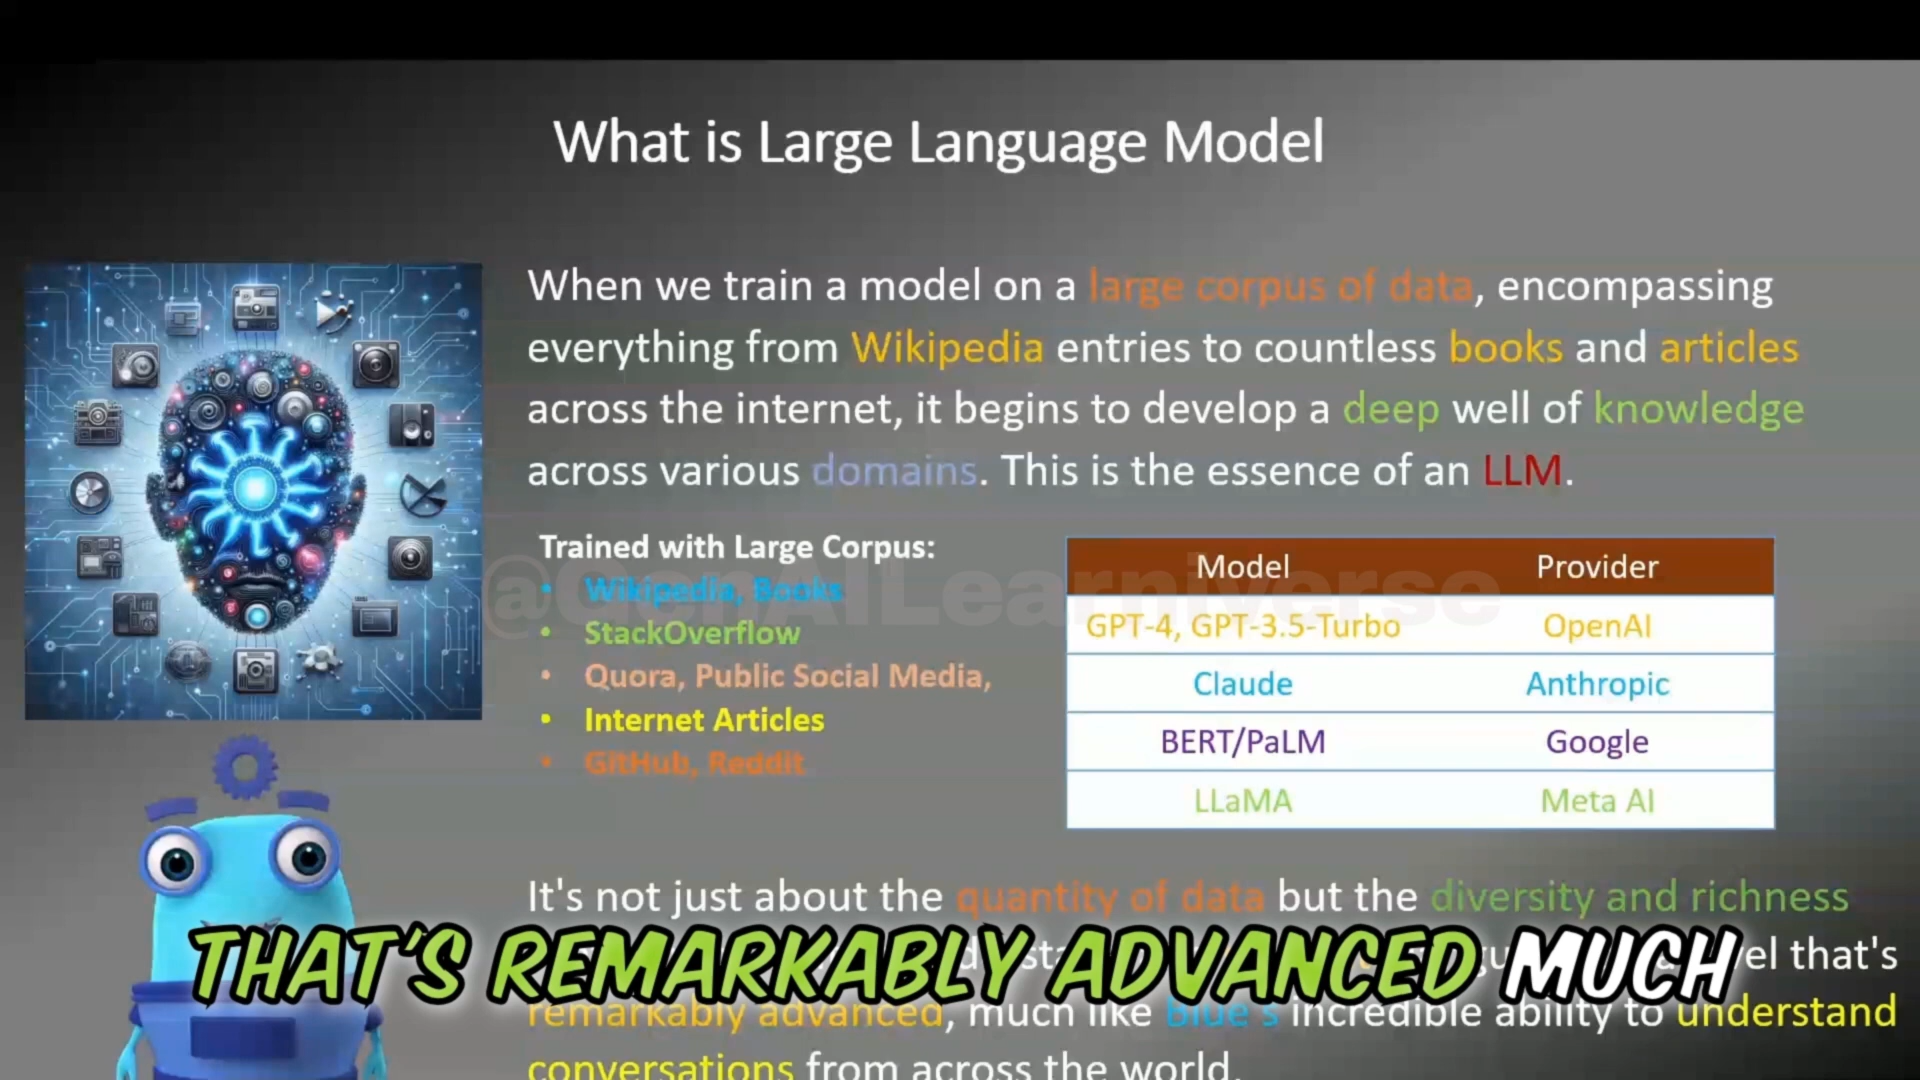 What is Large Language Model
When we train a model on a large corpus of data, encompassing
everything from Wikipedia entries to countless books and articles
across the internet, it begins to develop a deep well of knowledge
across various domains. This is the essence of an LLM.
Trained with Large Corpus:
• Wikipedia, Books
• StackOverflow
• Quora, Public Social Media,
• Internet Articles
• GitHub, Reddit
@GenAILearniverse
Model Provider
GPT-4, GPT-3.5-Turbo OpenAI
Claude Anthropic
BERT/PaLM Google
LLaMA Meta AI
It's not just about the quantity of data but the diversity and richness
that's
THAT'S REMARKABLY ADVANCED MUCH
remarkably advanced, much like Blue's incredible ability to understand
conversations from across the world.